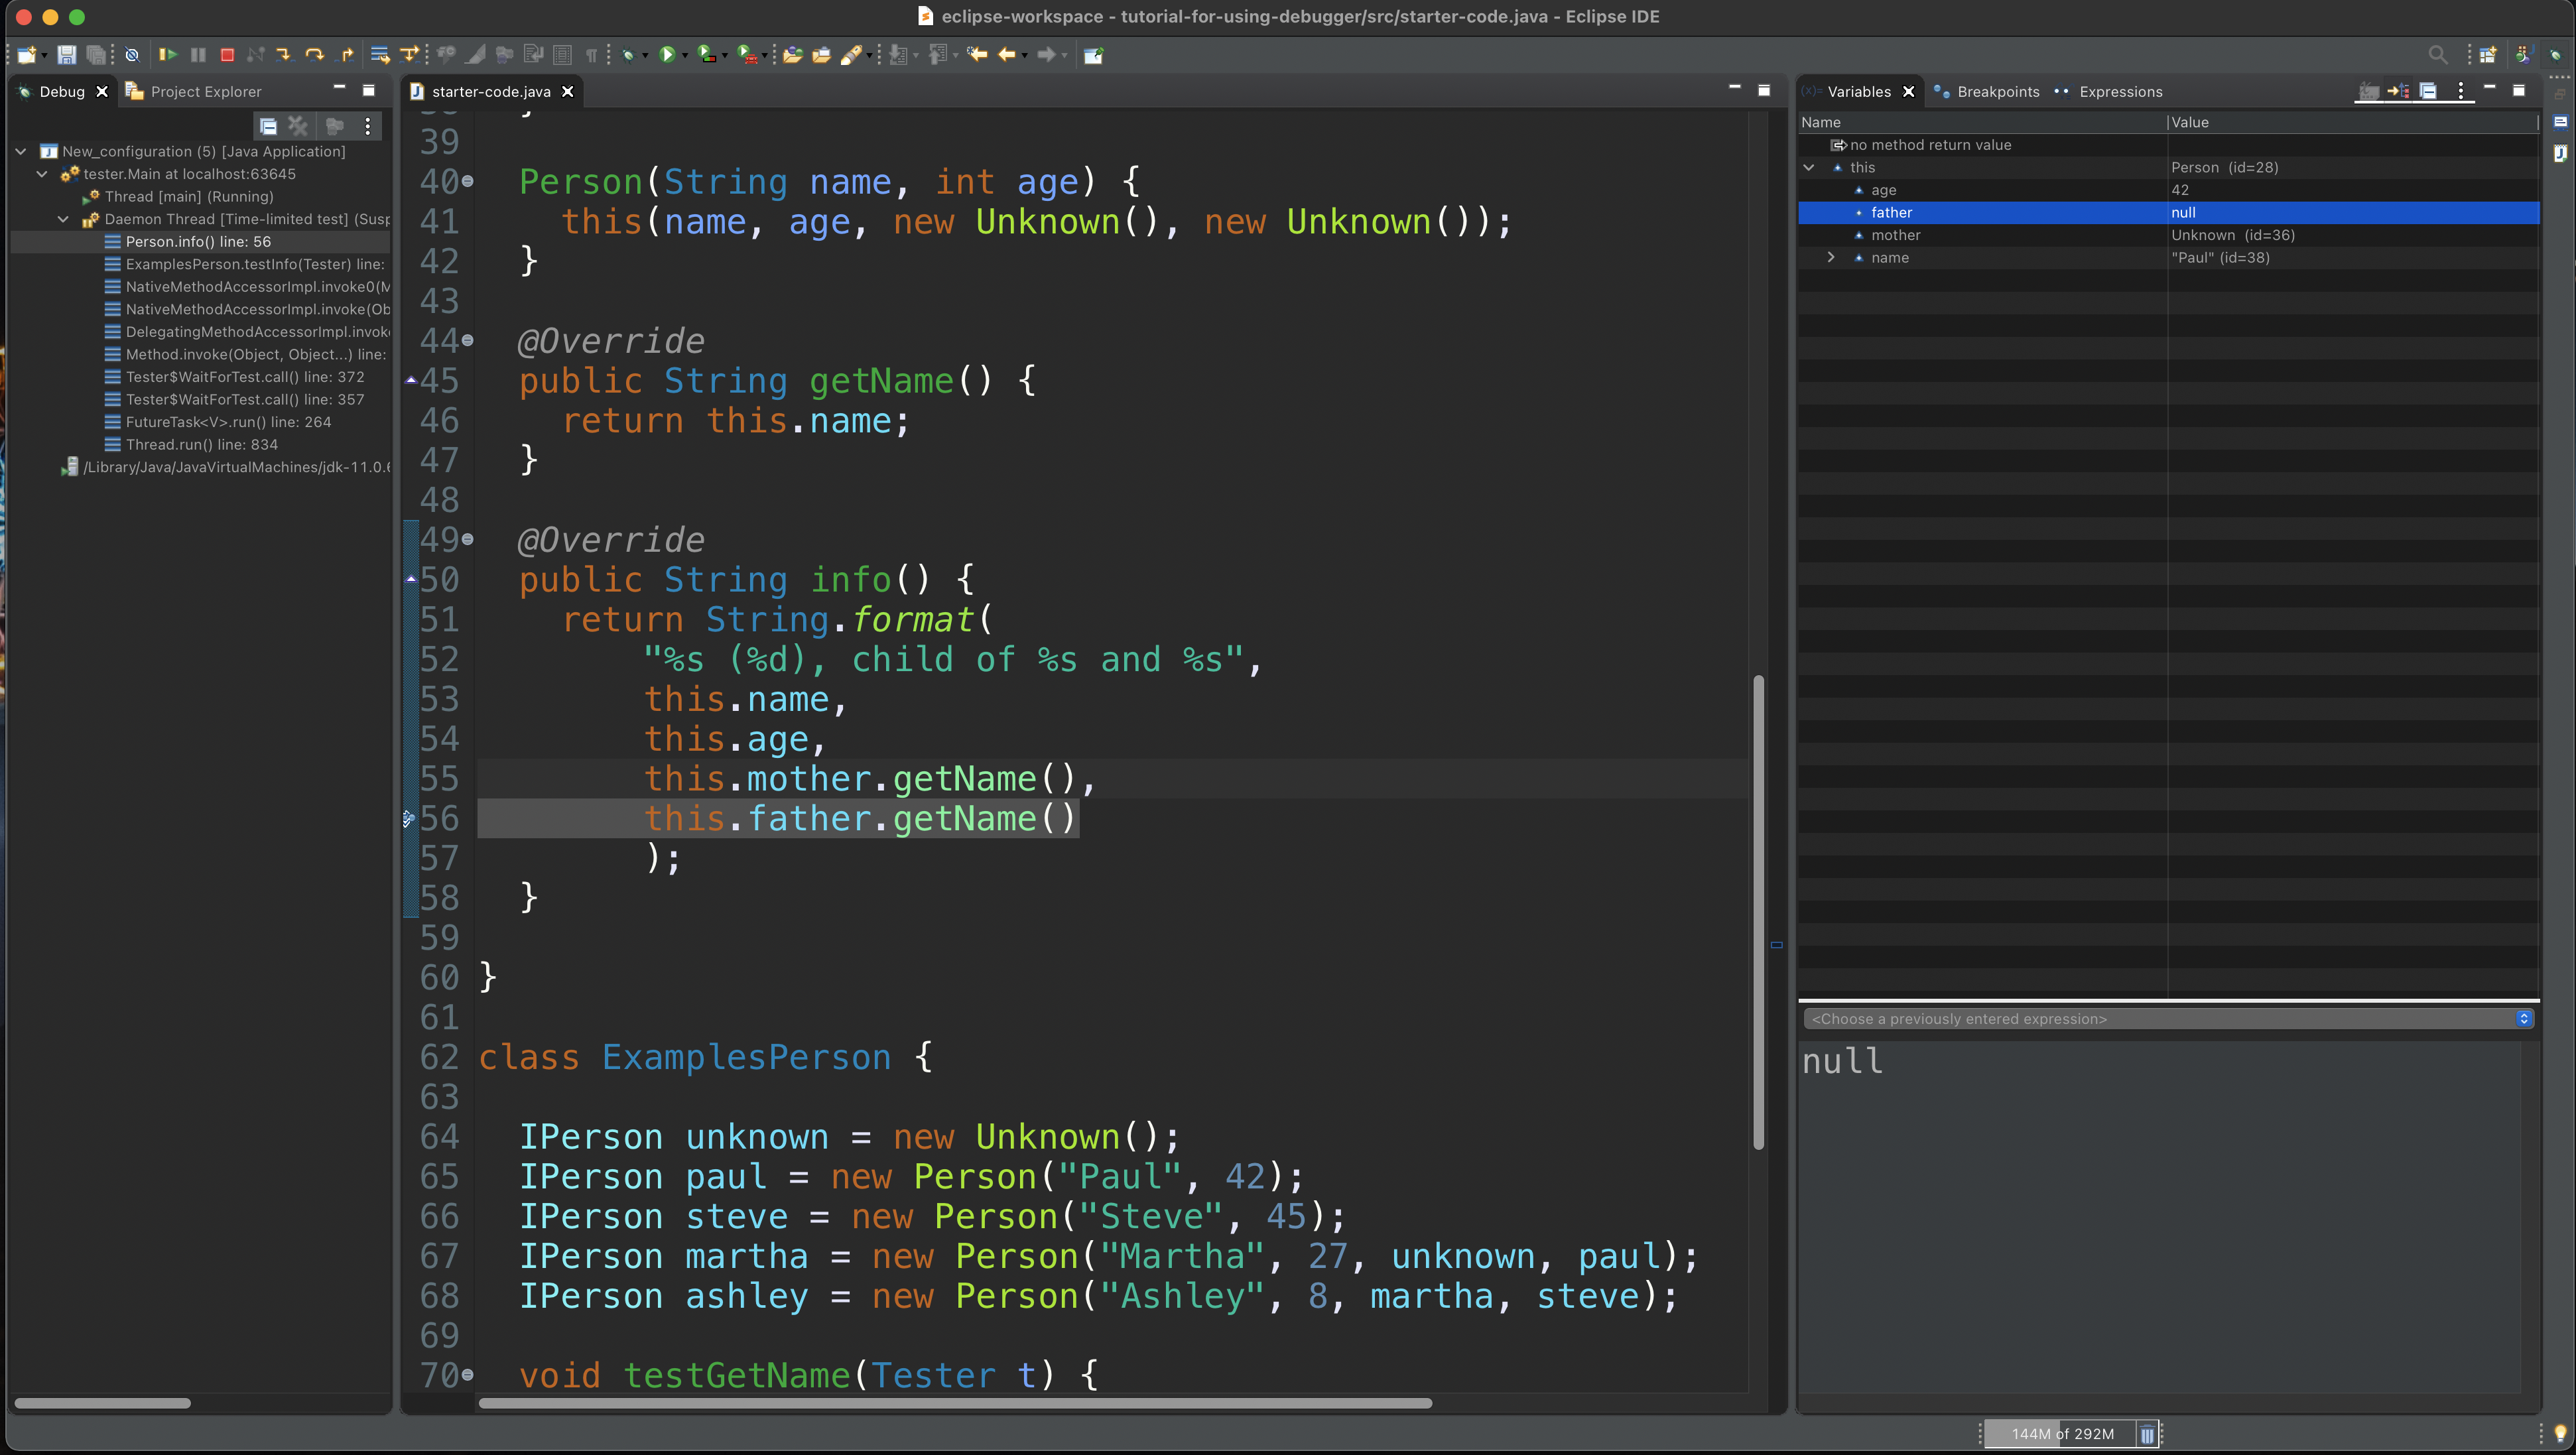 eclipse-workspace - tutorial-for-using-debugger/src/starter-code.java - Eclipse IDE
Debug
Project Explorer
New_configuration (5) [Java Application]
tester.Main at localhost:63645
Thread [main] (Running)
Daemon Thread [Time-limited test] (Susp
Person.info() line: 56
ExamplesPerson.testInfo(Tester) line:
NativeMethodAccessorImpl.invoke0(M
NativeMethodAccessorImpl.invoke(Ob
DelegatingMethodAccessorImpl.invok
Method.invoke(Object, Object...) line:
Tester$WaitForTest.call() line: 372
Tester$WaitForTest.call() line: 357
FutureTask<V>.run() line: 264
Thread.run() line: 834
/Library/Java/JavaVirtualMachines/jdk-11.0.6
starter-code.java
39
40 Person(String name, int age) {
41 this(name, age, new Unknown(), new Unknown());
42 }
43
44 @Override
45 public String getName() {
46 return this.name;
47 }
48
49 @Override
50 public String info() {
51 return String.format(
52 "%s (%d), child of %s and %s",
53 this.name,
54 this.age,
55 this.mother.getName(),
56 this.father.getName()
57 );
58 }
59
60 }
61
62 class ExamplesPerson {
63
64 IPerson unknown = new Unknown();
65 IPerson paul = new Person("Paul", 42);
66 IPerson steve = new Person("Steve", 45);
67 IPerson martha = new Person("Martha", 27, unknown, paul);
68 IPerson ashley = new Person("Ashley", 8, martha, steve);
69
70 void testGetName(Tester t) {
(x)= Variables
Breakpoints
Expressions
Name Value
no method return value
this Person (id=28)
age 42
father null
mother Unknown (id=36)
name "Paul" (id=38)
<Choose a previously entered expression>
null
144M of 292M